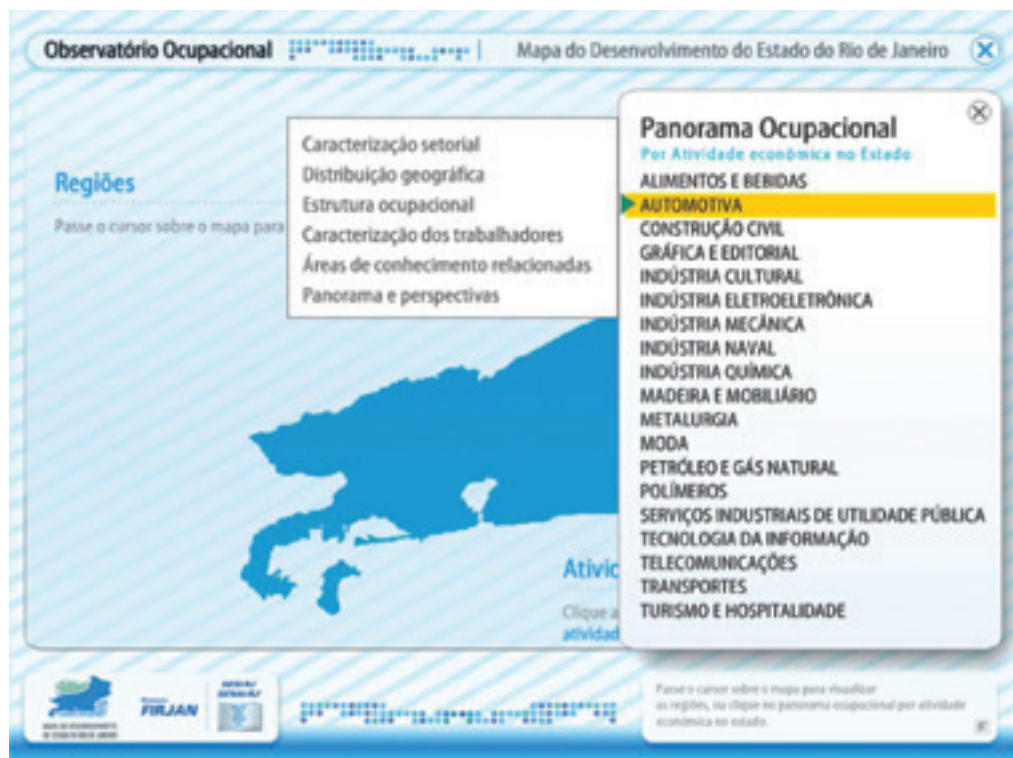 Observatório Ocupacional
Mapa do Desenvolvimento do Estado do Rio de Janeiro
Regiões
Passe o cursor sobre o mapa para
Caracterização setorial
Distribuição geográfica
Estrutura ocupacional
Caracterização dos trabalhadores
Áreas de conhecimento relacionadas
Panorama e perspectivas
Panorama Ocupacional
Por Atividade econômica no Estado
ALIMENTOS E BEBIDAS
AUTOMOTIVA
CONSTRUÇÃO CIVIL
GRÁFICA E EDITORIAL
INDÚSTRIA CULTURAL
INDÚSTRIA ELETROELETRÔNICA
INDÚSTRIA MECÂNICA
INDÚSTRIA NAVAL
INDÚSTRIA QUÍMICA
MADEIRA E MOBILIÁRIO
METALURGIA
MODA
PETRÓLEO E GÁS NATURAL
POLÍMEROS
SERVIÇOS INDUSTRIAIS DE UTILIDADE PÚBLICA
TECNOLOGIA DA INFORMAÇÃO
TELECOMUNICAÇÕES
TRANSPORTES
TURISMO E HOSPITALIDADE
Ativic
Clique a
atividad
FIRJAN
Passe o cursor sobre o mapa para visualizar
as regiões, ou clique no panorama ocupacional por atividade
econômica no estado.